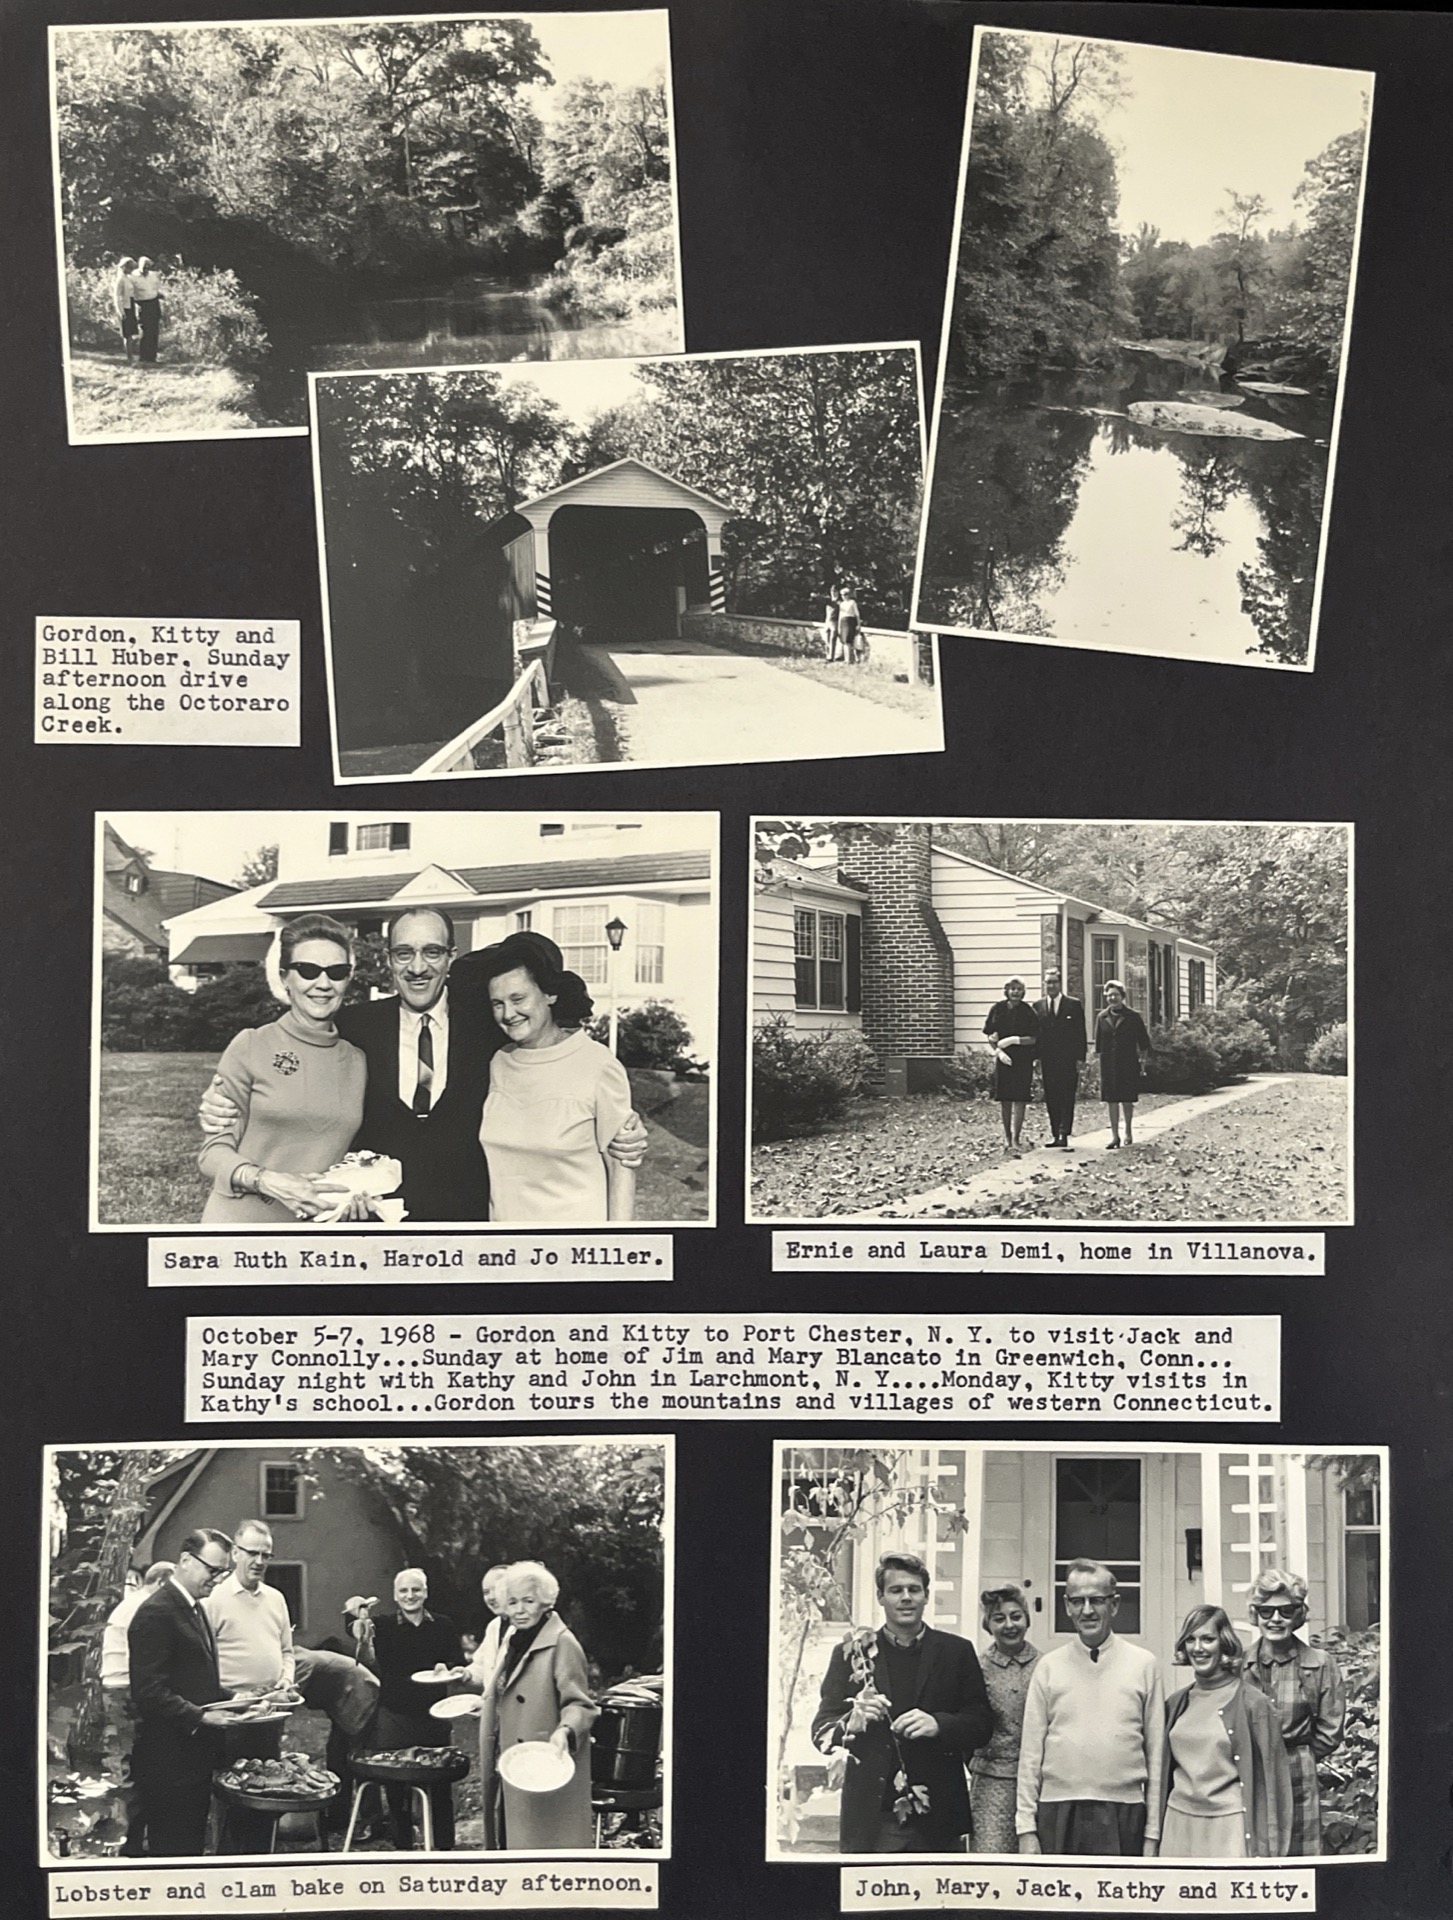 Gordon, Kitty and
Bill Huber. Sunday
afternoon drive
along the Octoraro
Creek.
Sara Ruth Kain, Harold and Jo Miller.
Ernie and Laura Demi, home in Villanova.
October 5-7, 1968 - Gordon and Kitty to Port Chester, N. Y. to visit Jack and
Mary Connolly...Sunday at home of Jim and Mary Blancato in Greenwich, Conn...
Sunday night with Kathy and John in Larchmont, N. Y....Monday, Kitty visits in
Kathy's school...Gordon tours the mountains and villages of western Connecticut.
Lobster and clam bake on Saturday afternoon.
John, Mary, Jack, Kathy and Kitty.